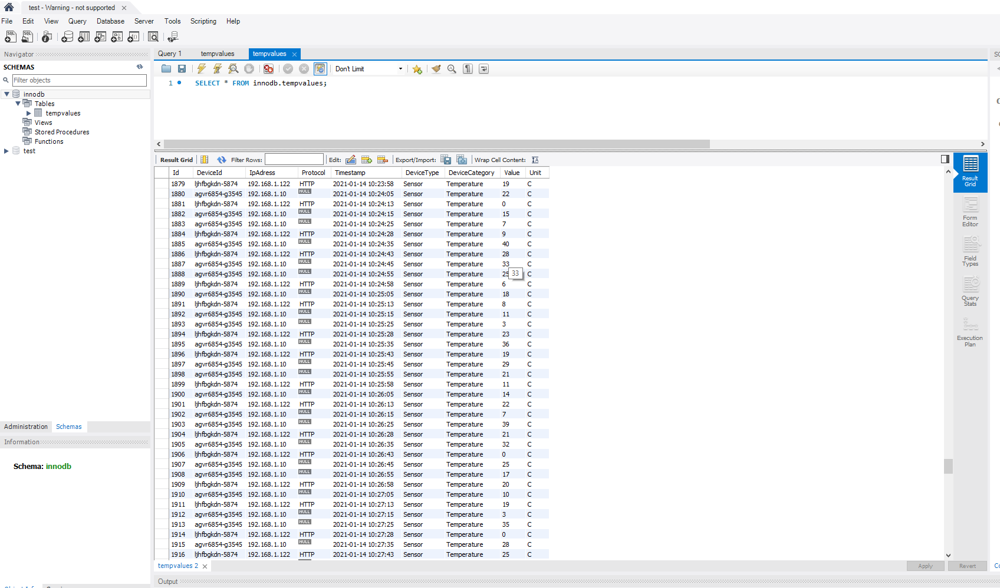 test - Warning - not supported
File Edit View Query Database Server Tools Scripting Help
Navigator
SCHEMAS
Filter objects
innodb
Tables
tempvalues
Views
Stored Procedures
Functions
test
Administration Schemas
Information
Schema: innodb
Query 1 tempvalues tempvalues
Don't Limit
1 SELECT * FROM innodb.tempvalues;
Result Grid Filter Rows: Edit: Export/Import: Wrap Cell Content:
Id DeviceId IpAdress Protocol Timestamp DeviceType DeviceCategory Value Unit
1879 ljhfbgkdn-5874 192.168.1.122 HTTP 2021-01-14 10:23:58 Sensor Temperature 19 C
1880 agvr6854-g3545 192.168.1.10 NULL 2021-01-14 10:24:05 Sensor Temperature 22 C
1881 ljhfbgkdn-5874 192.168.1.122 HTTP 2021-01-14 10:24:13 Sensor Temperature 0 C
1882 agvr6854-g3545 192.168.1.10 NULL 2021-01-14 10:24:15 Sensor Temperature 15 C
1883 agvr6854-g3545 192.168.1.10 NULL 2021-01-14 10:24:25 Sensor Temperature 7 C
1884 ljhfbgkdn-5874 192.168.1.122 HTTP 2021-01-14 10:24:28 Sensor Temperature 9 C
1885 agvr6854-g3545 192.168.1.10 NULL 2021-01-14 10:24:35 Sensor Temperature 40 C
1886 ljhfbgkdn-5874 192.168.1.122 HTTP 2021-01-14 10:24:43 Sensor Temperature 28 C
1887 agvr6854-g3545 192.168.1.10 NULL 2021-01-14 10:24:45 Sensor Temperature 33 C
1888 agvr6854-g3545 192.168.1.10 NULL 2021-01-14 10:24:55 Sensor Temperature 25 C
33
1889 ljhfbgkdn-5874 192.168.1.122 HTTP 2021-01-14 10:24:58 Sensor Temperature 6 C
1890 agvr6854-g3545 192.168.1.10 NULL 2021-01-14 10:25:05 Sensor Temperature 18 C
1891 ljhfbgkdn-5874 192.168.1.122 HTTP 2021-01-14 10:25:13 Sensor Temperature 8 C
1892 agvr6854-g3545 192.168.1.10 NULL 2021-01-14 10:25:15 Sensor Temperature 11 C
1893 agvr6854-g3545 192.168.1.10 NULL 2021-01-14 10:25:25 Sensor Temperature 3 C
1894 ljhfbgkdn-5874 192.168.1.122 HTTP 2021-01-14 10:25:28 Sensor Temperature 23 C
1895 agvr6854-g3545 192.168.1.10 NULL 2021-01-14 10:25:35 Sensor Temperature 36 C
1896 ljhfbgkdn-5874 192.168.1.122 HTTP 2021-01-14 10:25:43 Sensor Temperature 19 C
1897 agvr6854-g3545 192.168.1.10 NULL 2021-01-14 10:25:45 Sensor Temperature 29 C
1898 agvr6854-g3545 192.168.1.10 NULL 2021-01-14 10:25:55 Sensor Temperature 21 C
1899 ljhfbgkdn-5874 192.168.1.122 HTTP 2021-01-14 10:25:58 Sensor Temperature 11 C
1900 agvr6854-g3545 192.168.1.10 NULL 2021-01-14 10:26:05 Sensor Temperature 14 C
1901 ljhfbgkdn-5874 192.168.1.122 HTTP 2021-01-14 10:26:13 Sensor Temperature 22 C
1902 agvr6854-g3545 192.168.1.10 NULL 2021-01-14 10:26:15 Sensor Temperature 7 C
1903 agvr6854-g3545 192.168.1.10 NULL 2021-01-14 10:26:25 Sensor Temperature 39 C
1904 ljhfbgkdn-5874 192.168.1.122 HTTP 2021-01-14 10:26:28 Sensor Temperature 21 C
1905 agvr6854-g3545 192.168.1.10 NULL 2021-01-14 10:26:35 Sensor Temperature 32 C
1906 ljhfbgkdn-5874 192.168.1.122 HTTP 2021-01-14 10:26:43 Sensor Temperature 0 C
1907 agvr6854-g3545 192.168.1.10 NULL 2021-01-14 10:26:45 Sensor Temperature 25 C
1908 agvr6854-g3545 192.168.1.10 NULL 2021-01-14 10:26:55 Sensor Temperature 17 C
1909 ljhfbgkdn-5874 192.168.1.122 HTTP 2021-01-14 10:26:58 Sensor Temperature 20 C
1910 agvr6854-g3545 192.168.1.10 NULL 2021-01-14 10:27:05 Sensor Temperature 10 C
1911 ljhfbgkdn-5874 192.168.1.122 HTTP 2021-01-14 10:27:13 Sensor Temperature 19 C
1912 agvr6854-g3545 192.168.1.10 NULL 2021-01-14 10:27:15 Sensor Temperature 3 C
1913 agvr6854-g3545 192.168.1.10 NULL 2021-01-14 10:27:25 Sensor Temperature 35 C
1914 ljhfbgkdn-5874 192.168.1.122 HTTP 2021-01-14 10:27:28 Sensor Temperature 0 C
1915 agvr6854-g3545 192.168.1.10 NULL 2021-01-14 10:27:35 Sensor Temperature 28 C
1916 ljhfbgkdn-5874 192.168.1.122 HTTP 2021-01-14 10:27:43 Sensor Temperature 25 C
Result
Grid
Form
Editor
Field
Types
Query
Stats
Execution
Plan
tempvalues 2 Apply Revert
Output